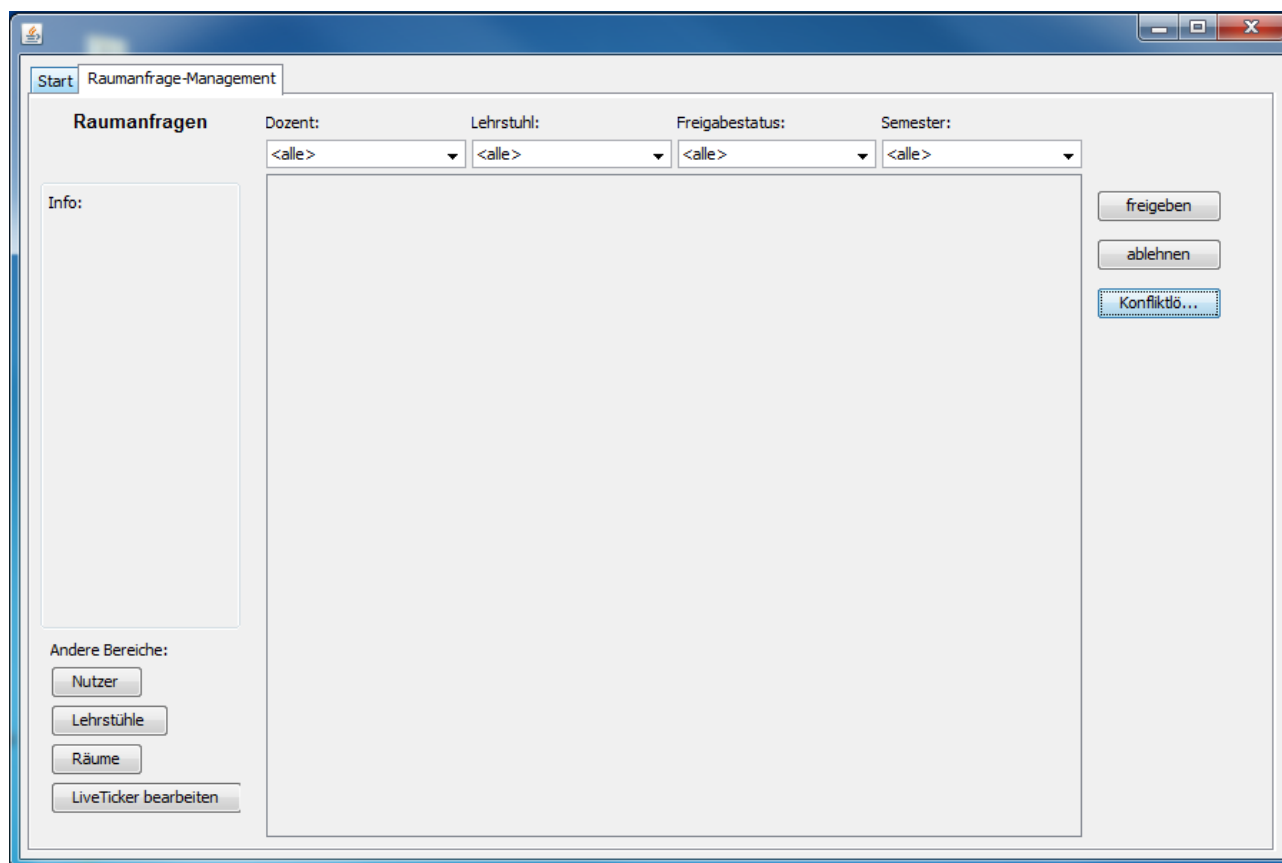 Start Raumanfrage-Management
Raumanfragen
Dozent: Lehrstuhl: Freigabestatus: Semester:
<alle> <alle> <alle> <alle>
Info:
freigeben
ablehnen
Konfliktlö...
Andere Bereiche:
Nutzer
Lehrstühle
Räume
LiveTicker bearbeiten